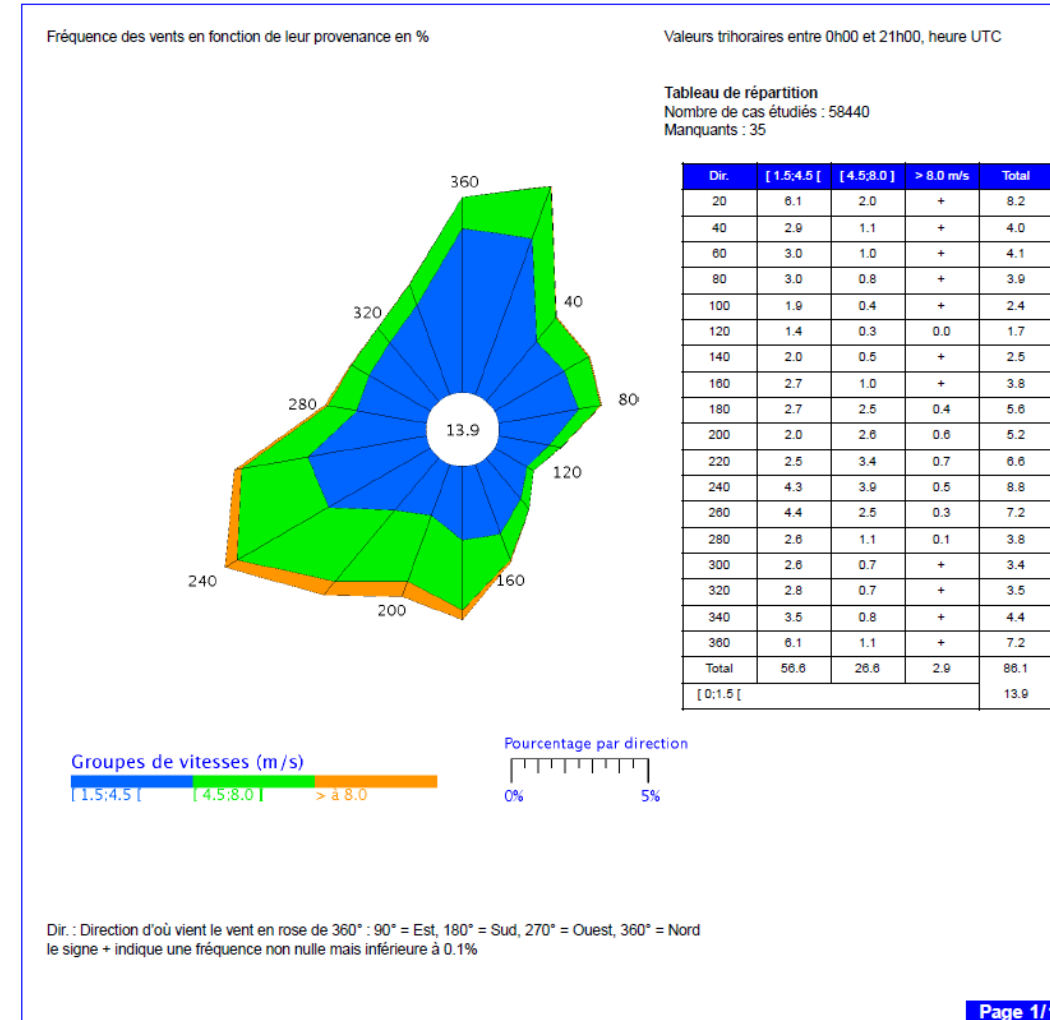 Fréquence des vents en fonction de leur provenance en %
Valeurs trihoraires entre 0h00 et 21h00, heure UTC
Tableau de répartition
Nombre de cas étudiés : 58440
Manquants : 35
360
40
320
280
80
13.9
120
240
160
200
Dir. [ 1.5;4.5 [ [ 4.5;8.0 ] > 8.0 m/s Total
20 6.1 2.0 + 8.2
40 2.9 1.1 + 4.0
60 3.0 1.0 + 4.1
80 3.0 0.8 + 3.9
100 1.9 0.4 + 2.4
120 1.4 0.3 0.0 1.7
140 2.0 0.5 + 2.5
160 2.7 1.0 + 3.8
180 2.7 2.5 0.4 5.6
200 2.0 2.6 0.6 5.2
220 2.5 3.4 0.7 6.6
240 4.3 3.9 0.5 8.8
260 4.4 2.5 0.3 7.2
280 2.6 1.1 0.1 3.8
300 2.6 0.7 + 3.4
320 2.8 0.7 + 3.5
340 3.5 0.8 + 4.4
360 6.1 1.1 + 7.2
Total 56.6 26.6 2.9 86.1
[ 0;1.5 [ 13.9
Groupes de vitesses (m/s)
[ 1.5;4.5 [ [ 4.5;8.0 ] > à 8.0
Pourcentage par direction
0% 5%
Dir. : Direction d'où vient le vent en rose de 360° : 90° = Est, 180° = Sud, 270° = Ouest, 360° = Nord
le signe + indique une fréquence non nulle mais inférieure à 0.1%
Page 1/